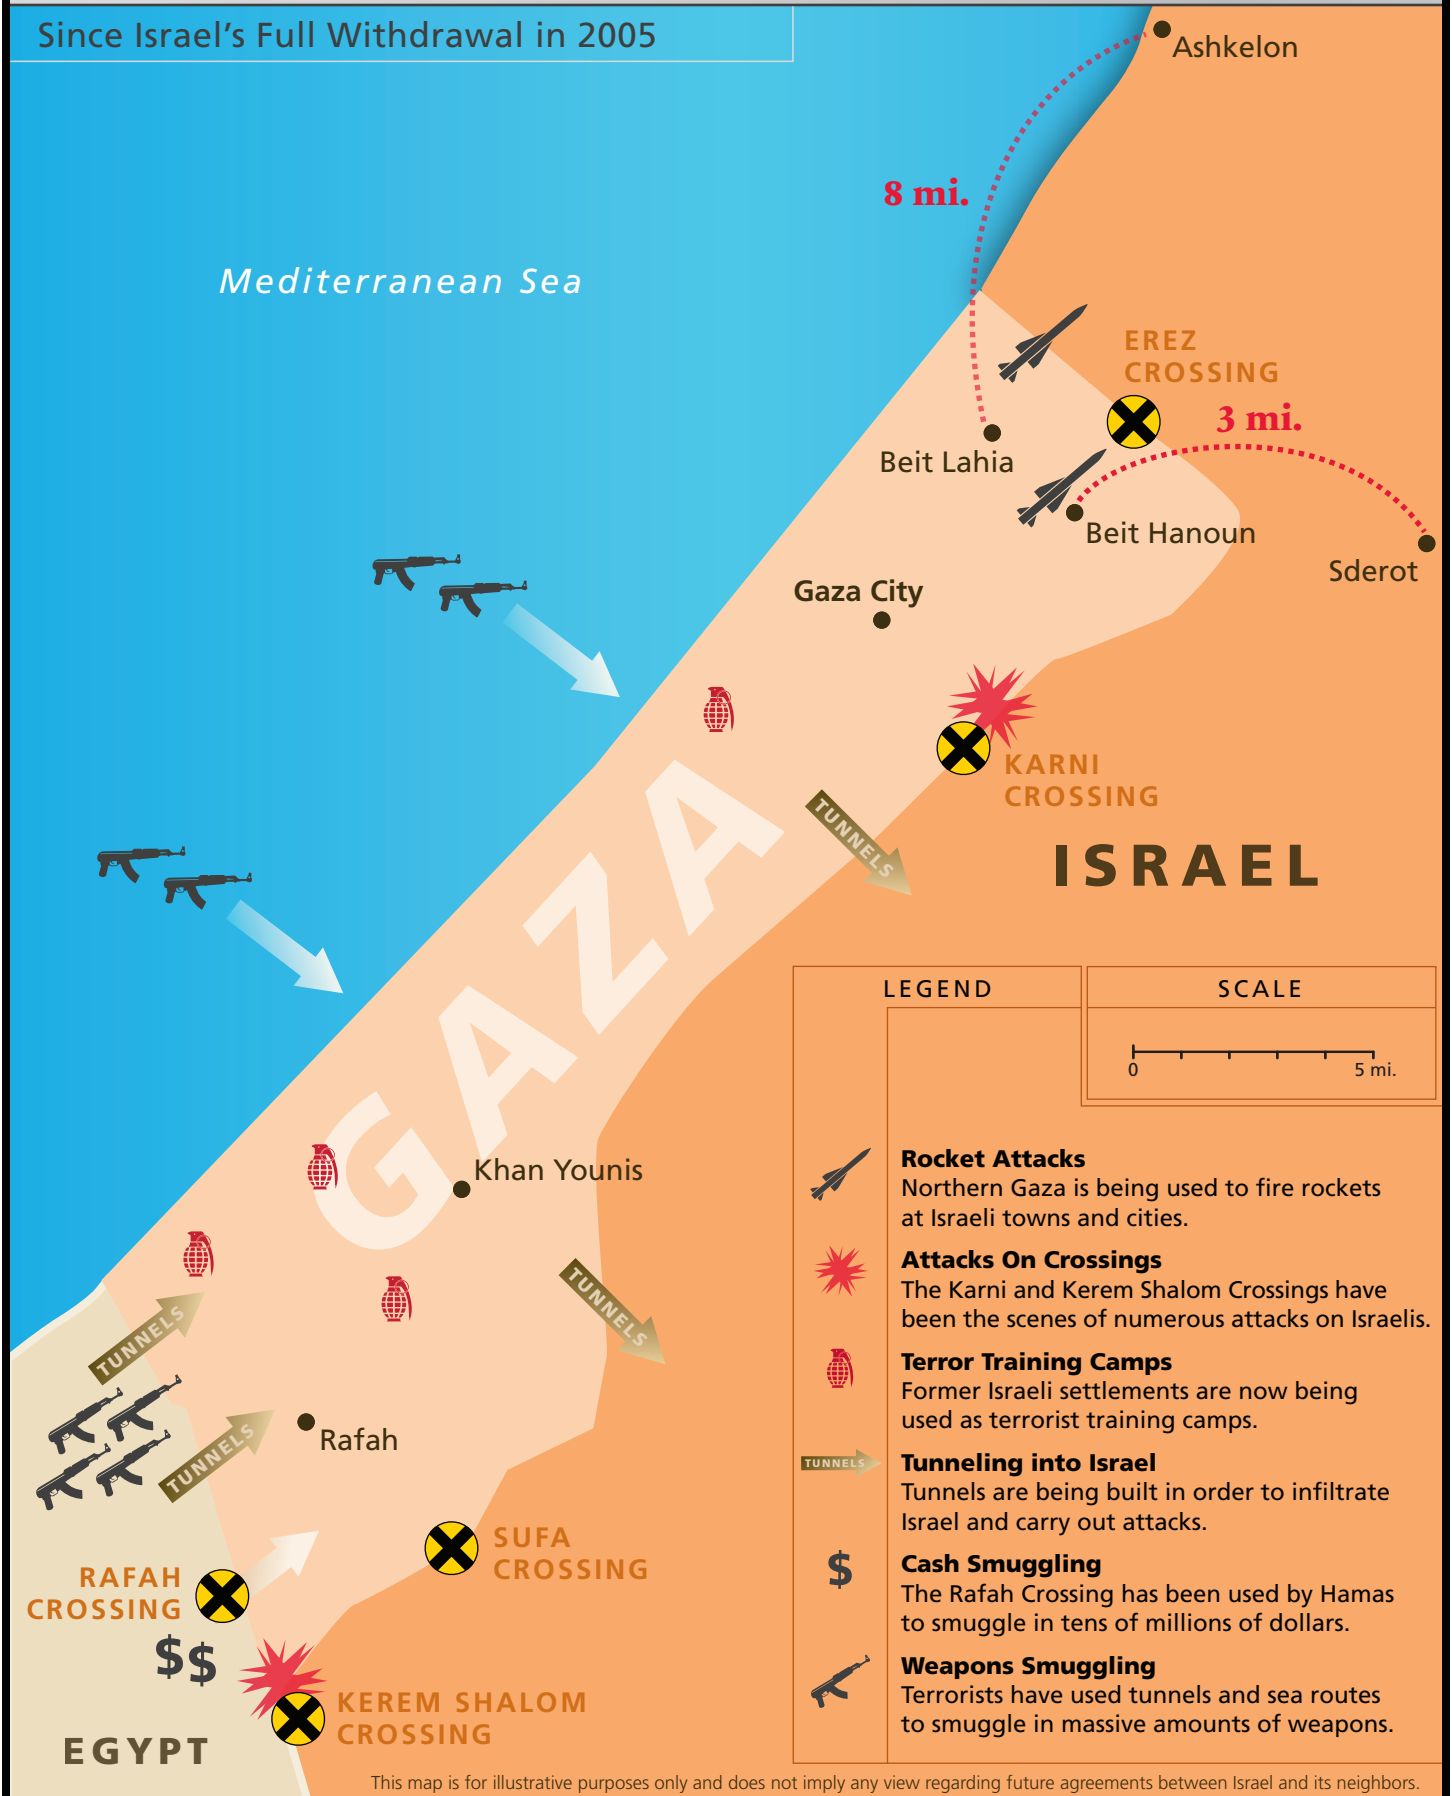 Since Israel's Full Withdrawal in 2005
Ashkelon
8 mi.
Mediterranean Sea
EREZ
CROSSING
3 mi.
Beit Lahia
Beit Hanoun
Sderot
Gaza City
KARNI
CROSSING
TUNNELS
ISRAEL
GAZA
Khan Younis
TUNNELS
TUNNELS
TUNNELS
Rafah
SUFA
CROSSING
RAFAH
CROSSING
$$
KEREM SHALOM
CROSSING
EGYPT
LEGEND
SCALE
0 5 mi.
Rocket Attacks
Northern Gaza is being used to fire rockets
at Israeli towns and cities.
Attacks On Crossings
The Karni and Kerem Shalom Crossings have
been the scenes of numerous attacks on Israelis.
Terror Training Camps
Former Israeli settlements are now being
used as terrorist training camps.
TUNNELS
Tunneling into Israel
Tunnels are being built in order to infiltrate
Israel and carry out attacks.
$
Cash Smuggling
The Rafah Crossing has been used by Hamas
to smuggle in tens of millions of dollars.
Weapons Smuggling
Terrorists have used tunnels and sea routes
to smuggle in massive amounts of weapons.
This map is for illustrative purposes only and does not imply any view regarding future agreements between Israel and its neighbors.